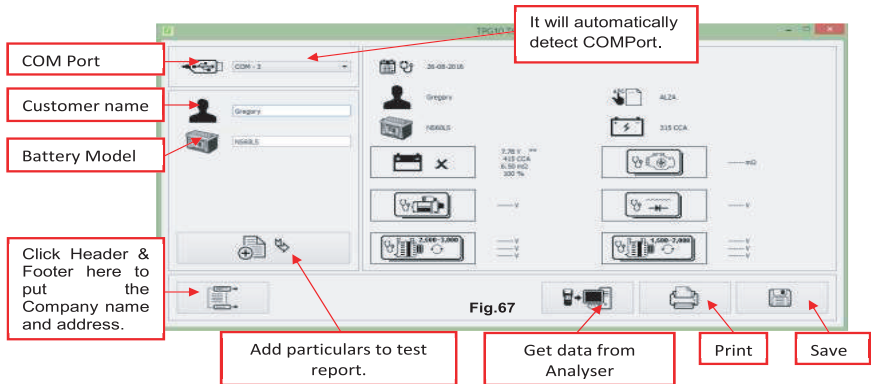 It will automatically
detect COMPort.
COM Port
COM - 3
26-08-2016
Customer name
Gregory
Gregory
ALZA
Battery Model
NS60LS
NS60LS
315 CCA
7.78 V
415 CCA
6.50 mΩ
100 %
mΩ
V
V
2,500-3,000
V
V
V
1,500-2,000
V
V
V
Click Header &
Footer here to
put the
Company name
and address.
Fig.67
Add particulars to test
report.
Get data from
Analyser
Print
Save